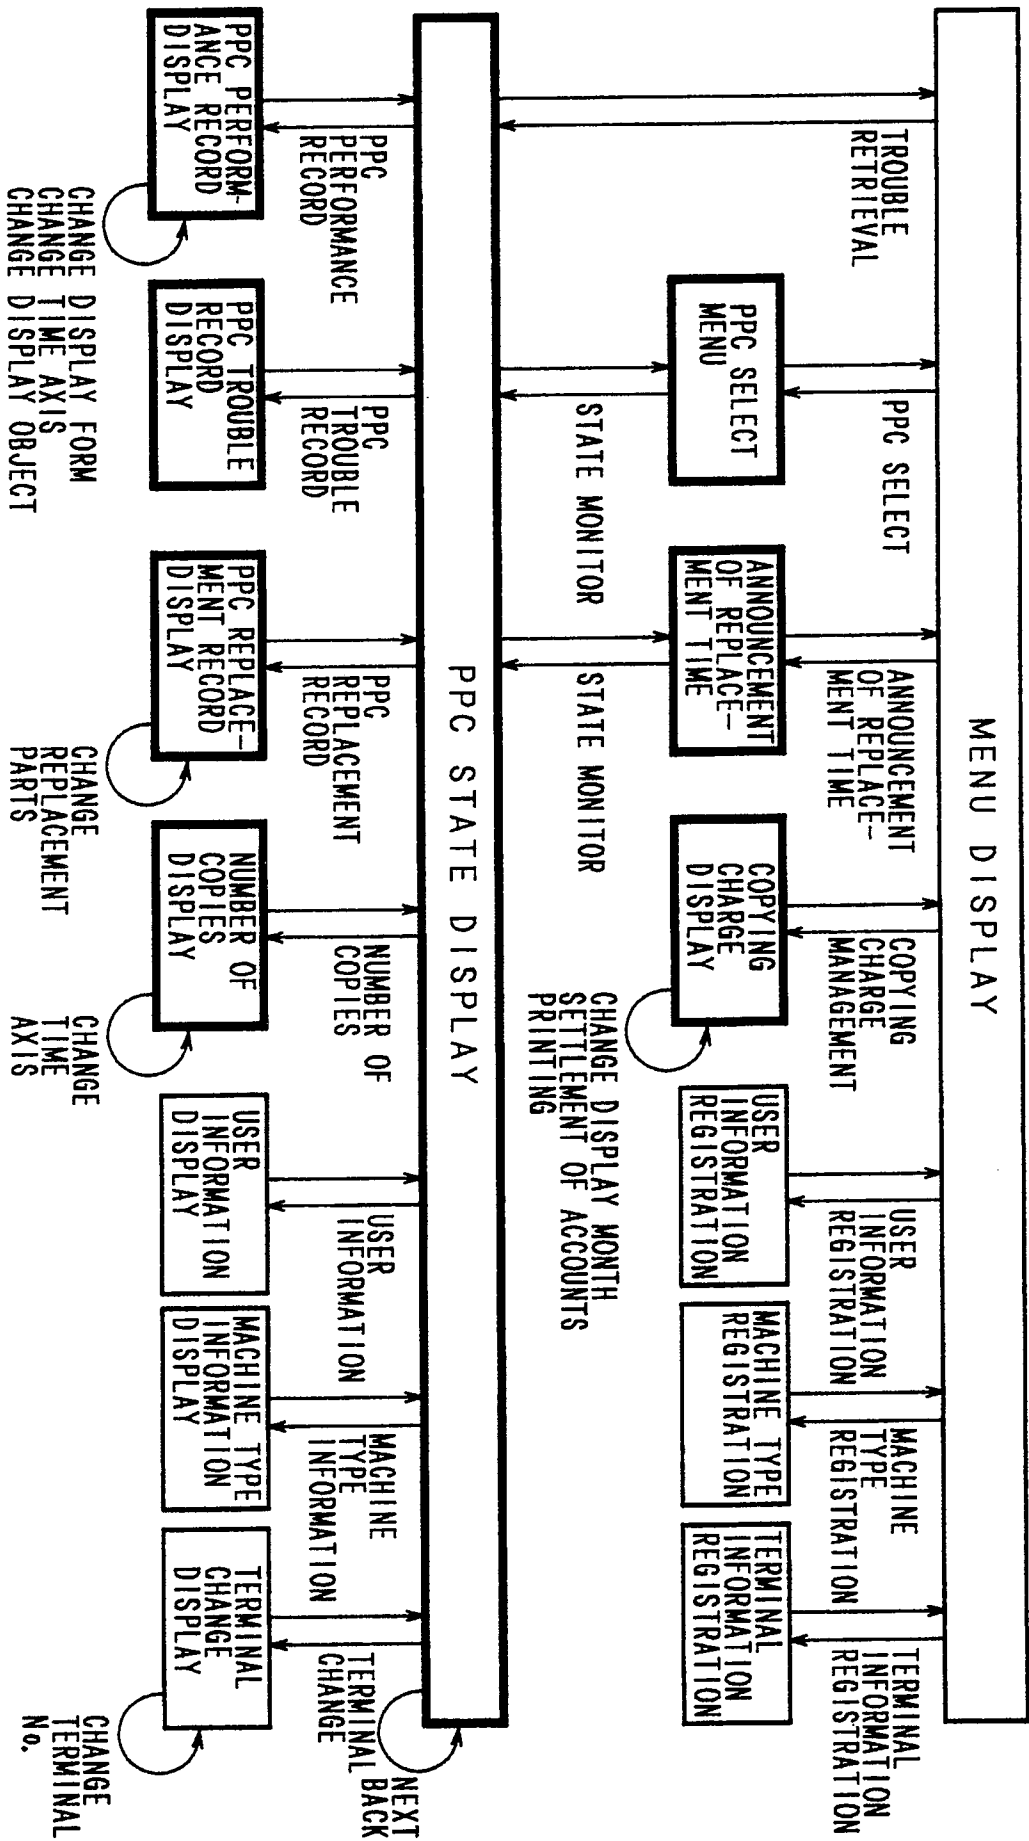 MENU DISPLAY
TROUBLE
RETRIEVAL
PPC SELECT
ANNOUNCEMENT
OF REPLACE-
MENT TIME
COPYING
CHARGE
MANAGEMENT
USER
INFORMATION
REGISTRATION
MACHINE
TYPE
REGISTRATION
TERMINAL
INFORMATION
REGISTRATION
PPC SELECT
MENU
ANNOUNCEMENT
OF REPLACE-
MENT TIME
COPYING
CHARGE
DISPLAY
USER
INFORMATION
REGISTRATION
MACHINE TYPE
REGISTRATION
TERMINAL
INFORMATION
REGISTRATION
STATE MONITOR
STATE MONITOR
CHANGE DISPLAY MONTH
SETTLEMENT OF ACCOUNTS
PRINTING
PPC STATE DISPLAY
NEXT
BACK
PPC
PERFORMANCE
RECORD
PPC
TROUBLE
RECORD
PPC
REPLACEMENT
RECORD
NUMBER OF
COPIES
USER
INFORMATION
MACHINE
TYPE
INFORMATION
TERMINAL
CHANGE
PPC PERFORM-
ANCE RECORD
DISPLAY
PPC TROUBLE
RECORD
DISPLAY
PPC REPLACE-
MENT RECORD
DISPLAY
NUMBER OF
COPIES
DISPLAY
USER
INFORMATION
DISPLAY
MACHINE TYPE
INFORMATION
DISPLAY
TERMINAL
CHANGE
DISPLAY
CHANGE DISPLAY FORM
CHANGE TIME AXIS
CHANGE DISPLAY OBJECT
CHANGE
REPLACEMENT
PARTS
CHANGE
TIME
AXIS
CHANGE
TERMINAL
No.